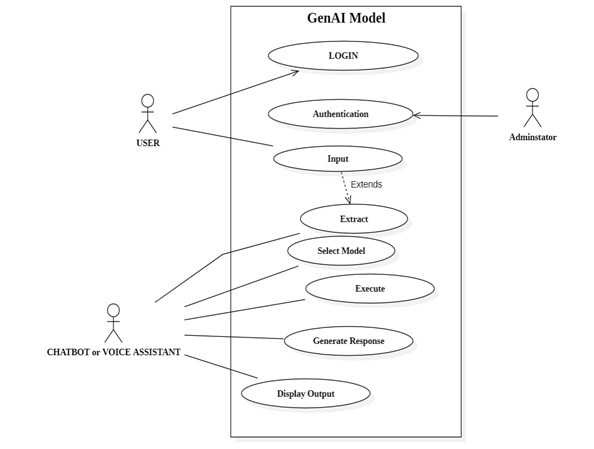 GenAI Model
LOGIN
Authentication
USER
Adminstator
Input
Extends
Extract
Select Model
Execute
Generate Response
CHATBOT or VOICE ASSISTANT
Display Output